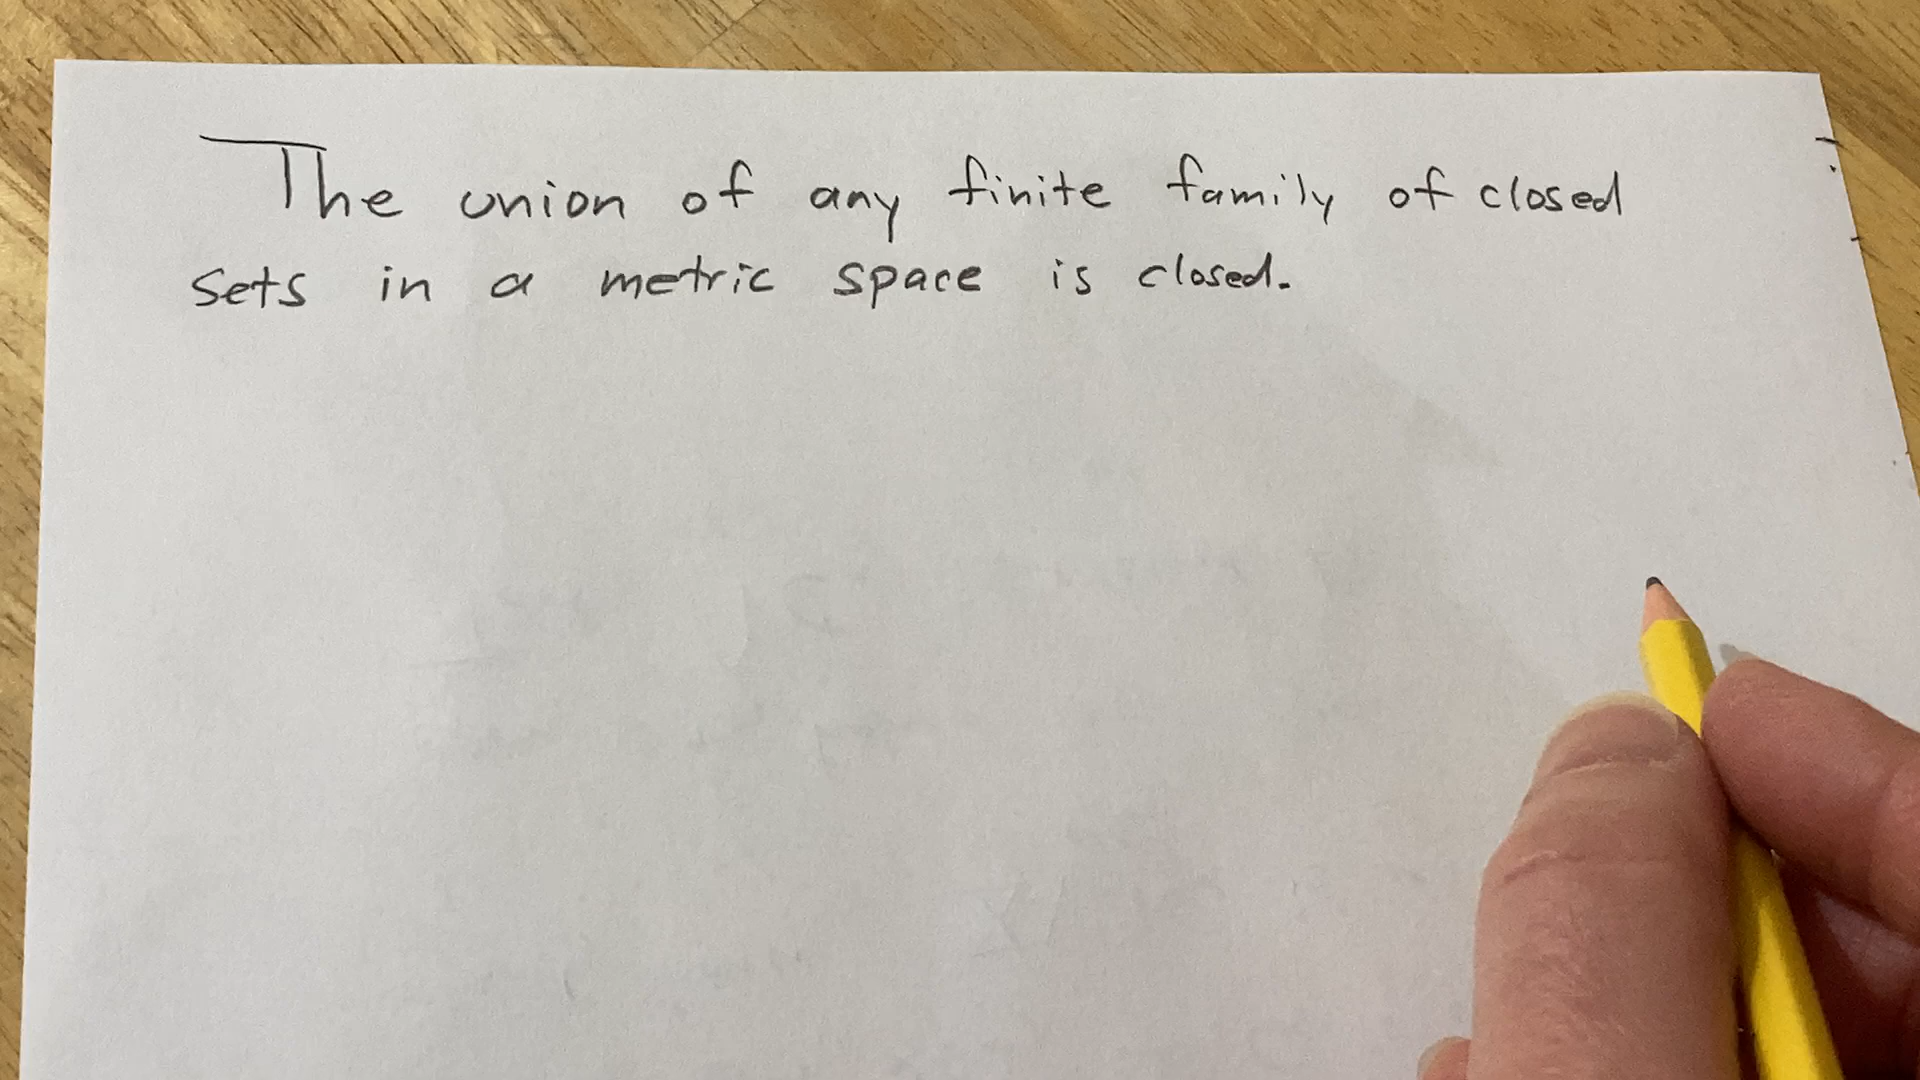 The union of any finite family of closed
sets in a metric space is closed.